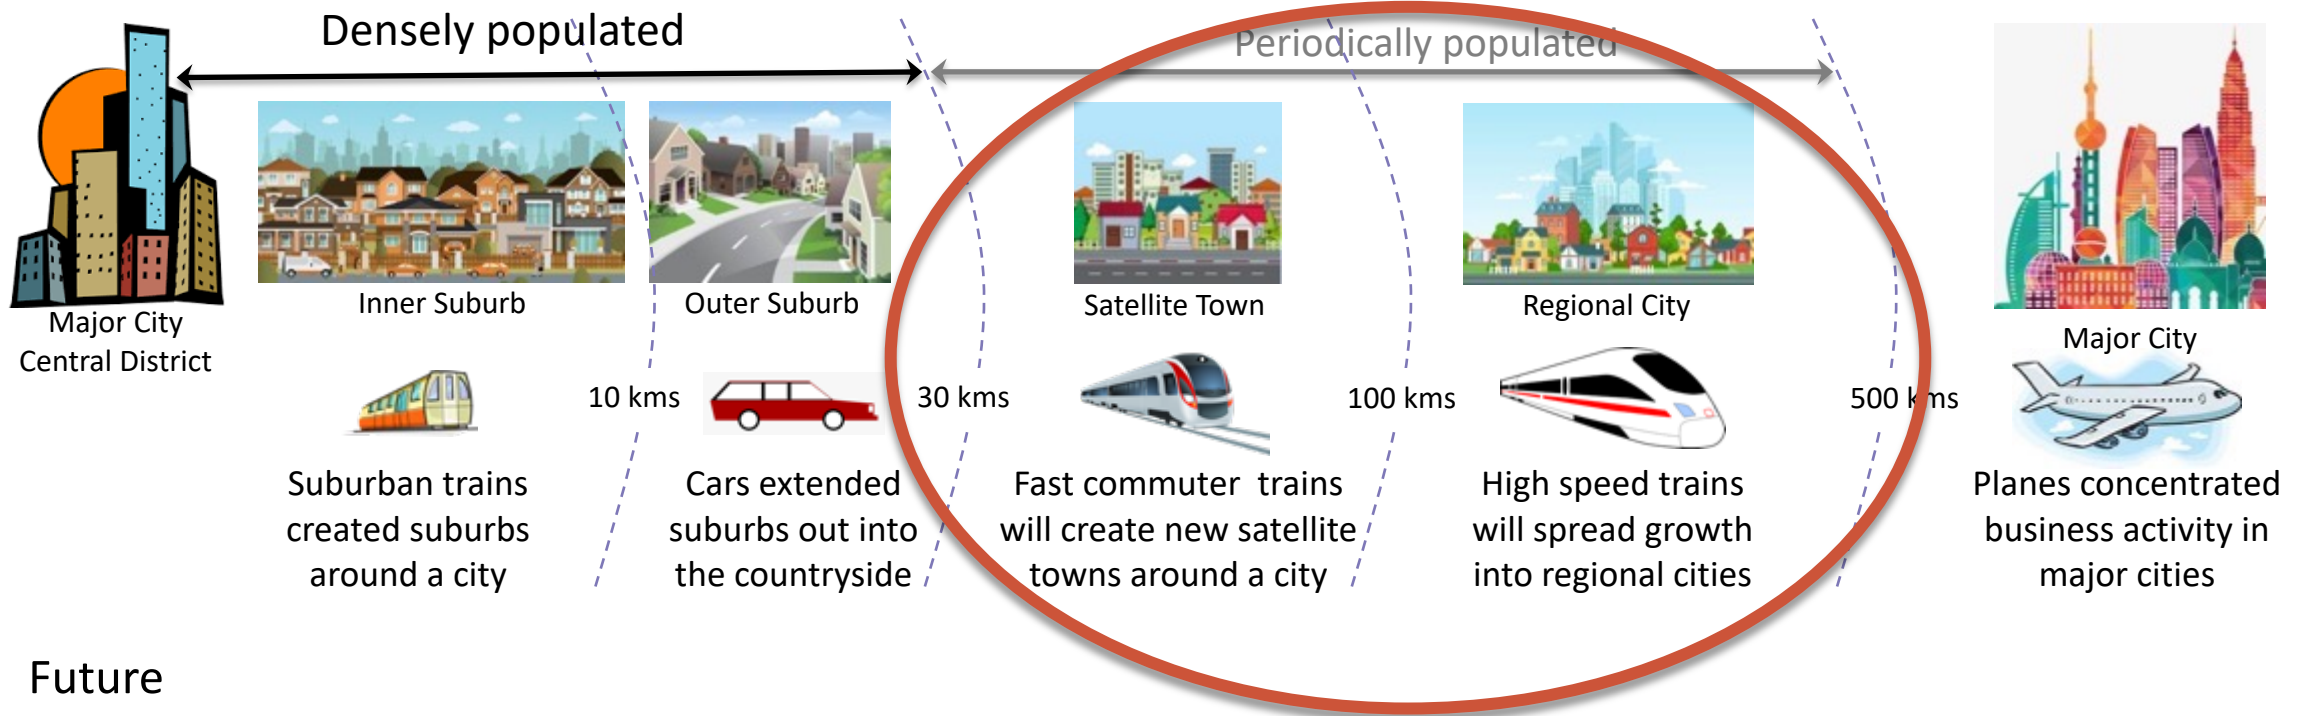 Densely populated
Periodically populated
Major City
Central District
Inner Suburb
Outer Suburb
Satellite Town
Regional City
Major City
10 kms
30 kms
100 kms
500 kms
Suburban trains
created suburbs
around a city
Cars extended
suburbs out into
the countryside
Fast commuter  trains
will create new satellite
towns around a city
High speed trains
will spread growth
into regional cities
Planes concentrated
business activity in
major cities
Future